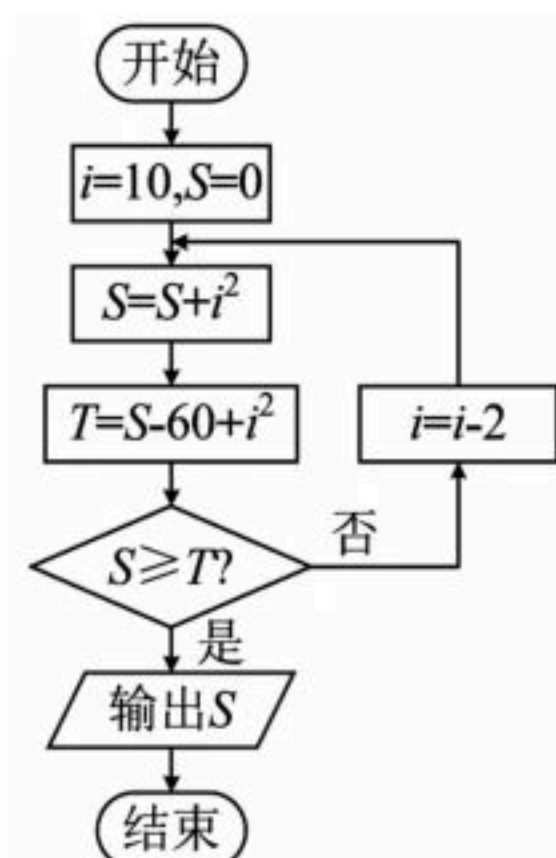 开始
i=10,S=0
S=S+i²
T=S-60+i²
i=i-2
S≥T?
否
是
输出S
结束